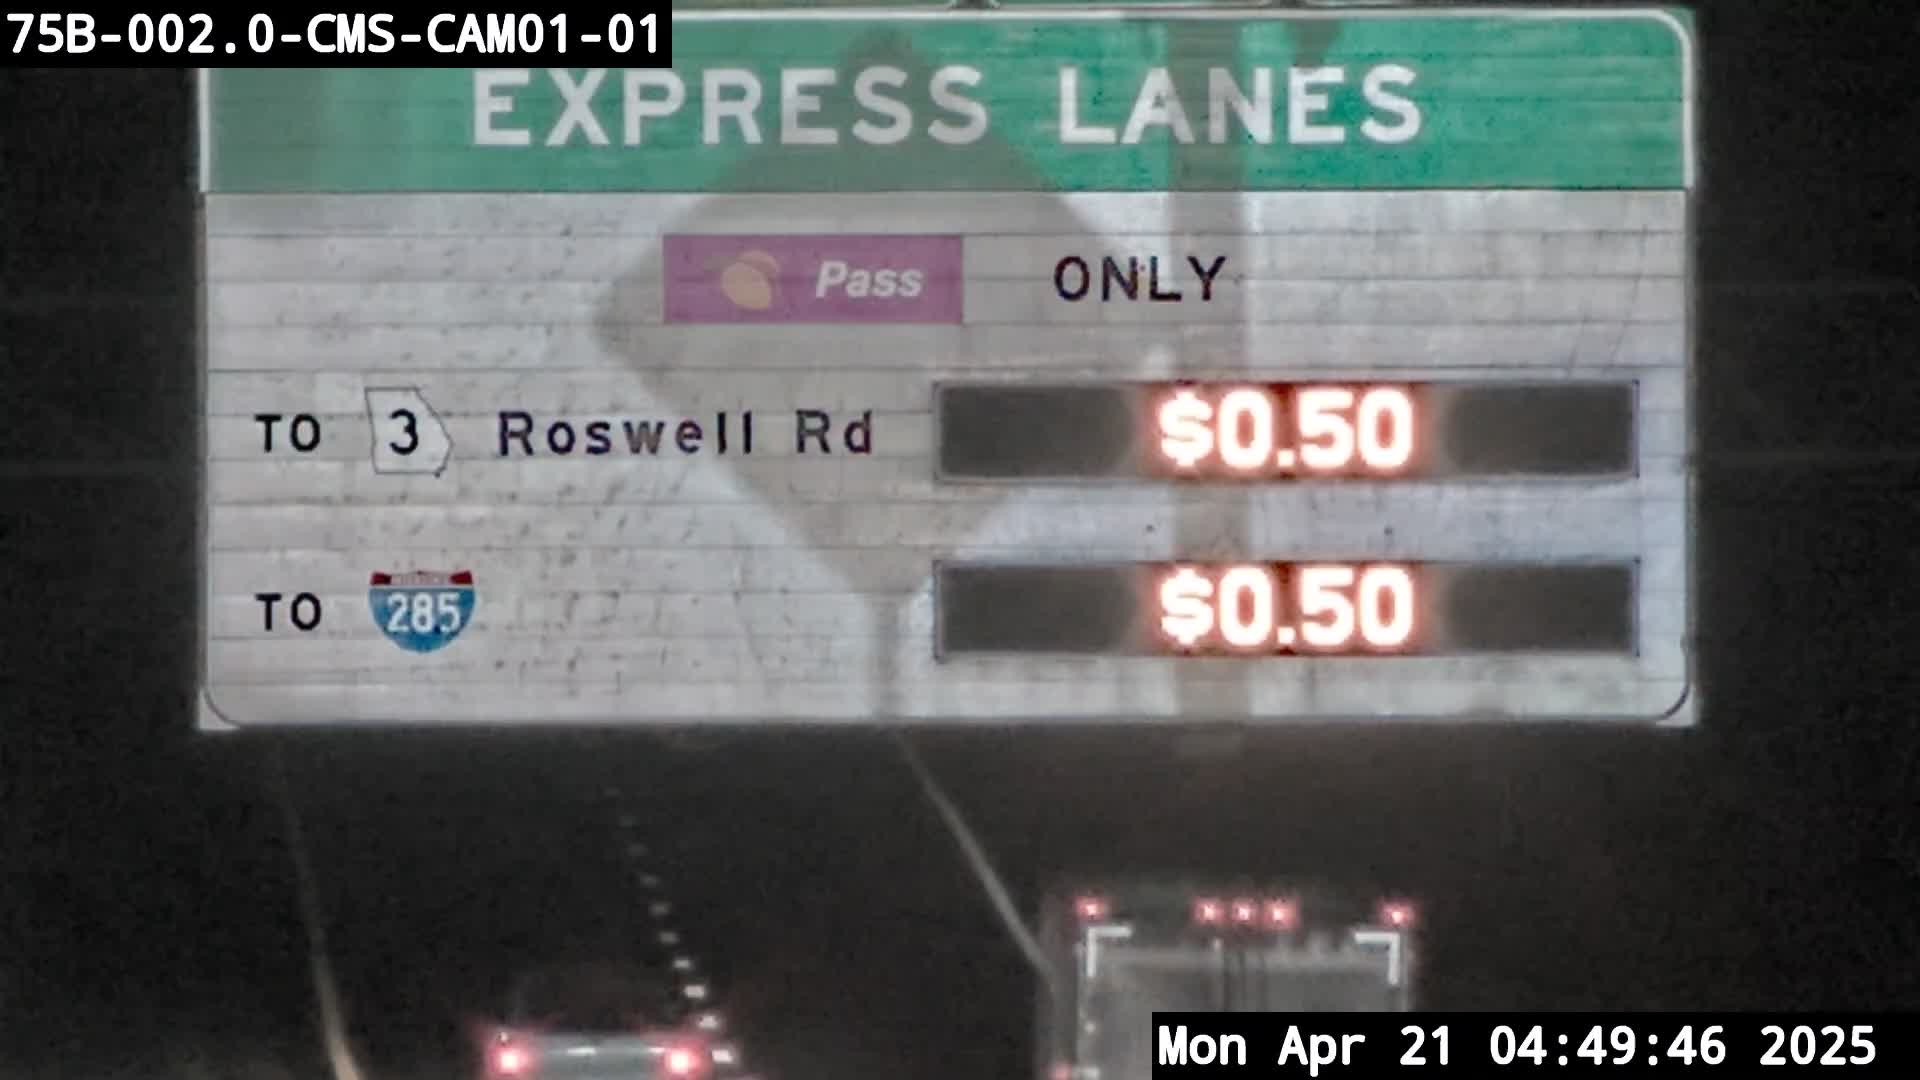 75B-002.0-CMS-CAM01-01
EXPRESS LANES
Pass ONLY
TO 3 Roswell Rd $0.50
TO 285 $0.50
Mon Apr 21 04:49:46 2025